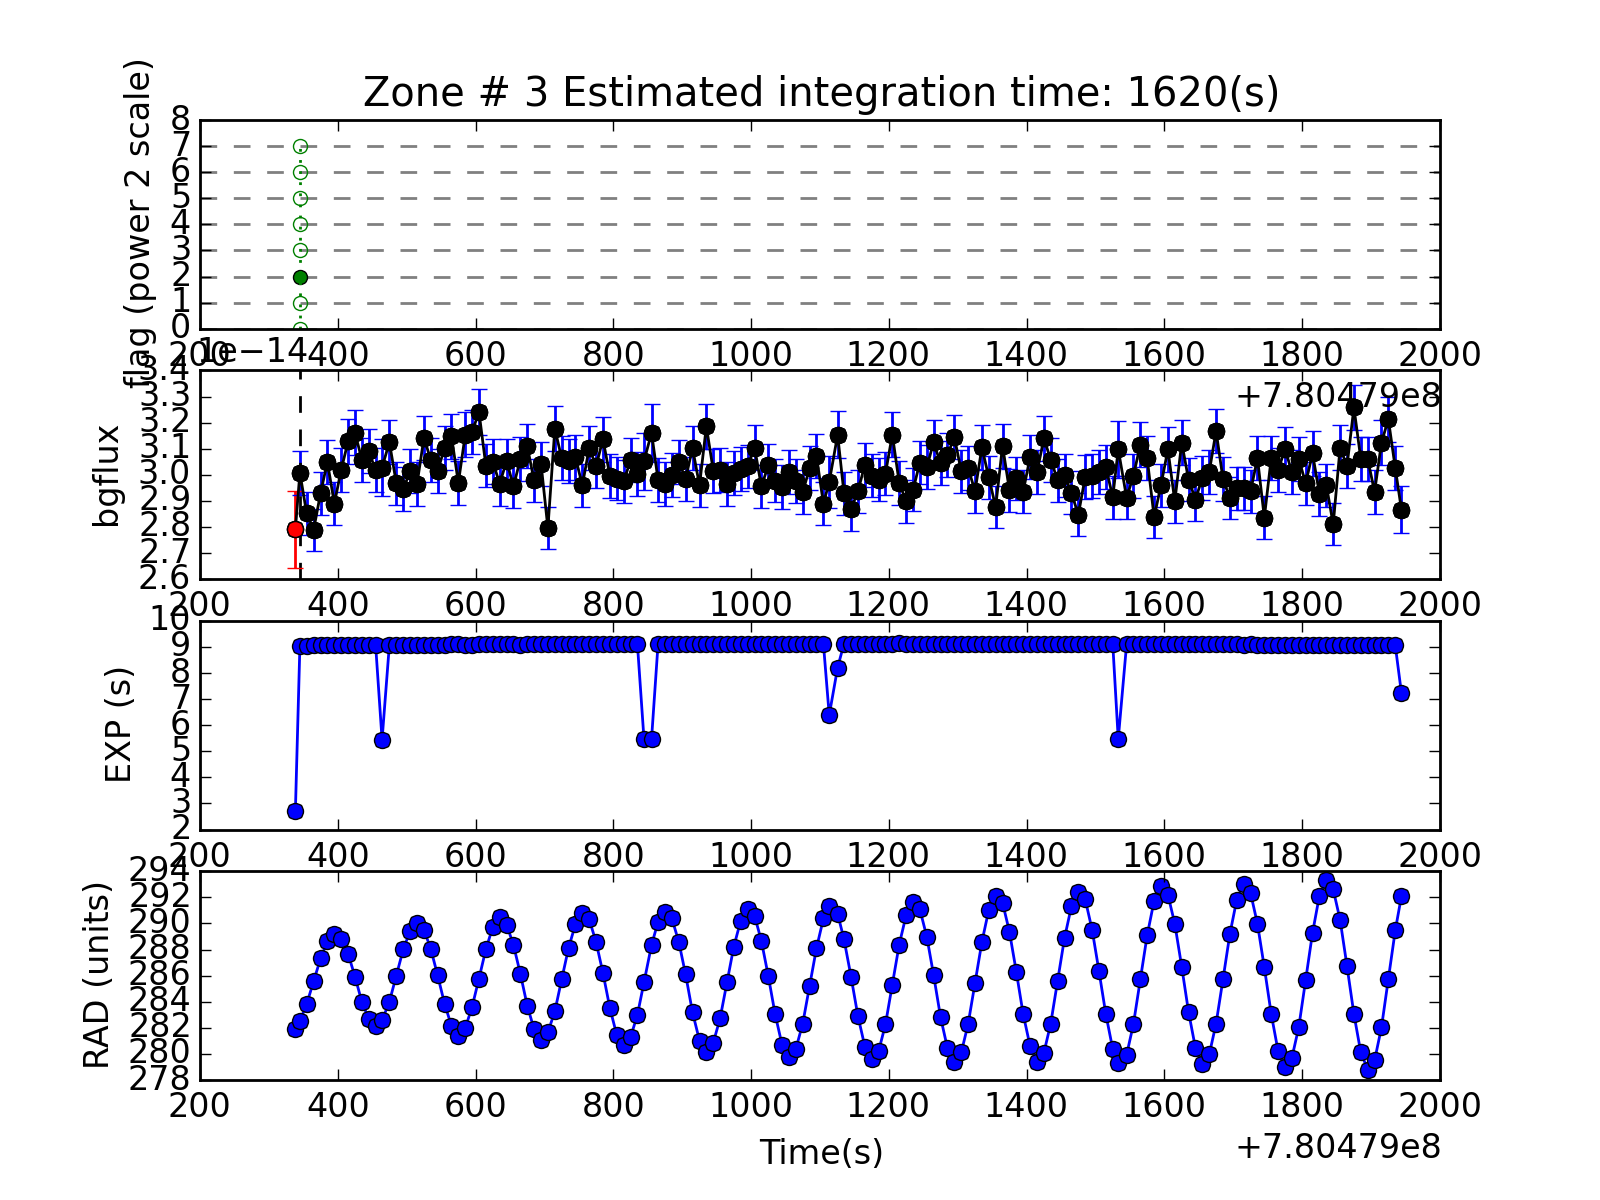 Zone # 3 Estimated integration time: 1620(s)
flag (power 2 scale)
8
7
6
5
4
3
2
1
0
200 400 600 800 1000 1200 1400 1600 1800 2000
1e−14
+7.80479e8
bgflux
3.4
3.3
3.2
3.1
3.0
2.9
2.8
2.7
2.6
200 400 600 800 1000 1200 1400 1600 1800 2000
EXP (s)
10
9
8
7
6
5
4
3
2
200 400 600 800 1000 1200 1400 1600 1800 2000
RAD (units)
294
292
290
288
286
284
282
280
278
200 400 600 800 1000 1200 1400 1600 1800 2000
Time(s)
+7.80479e8